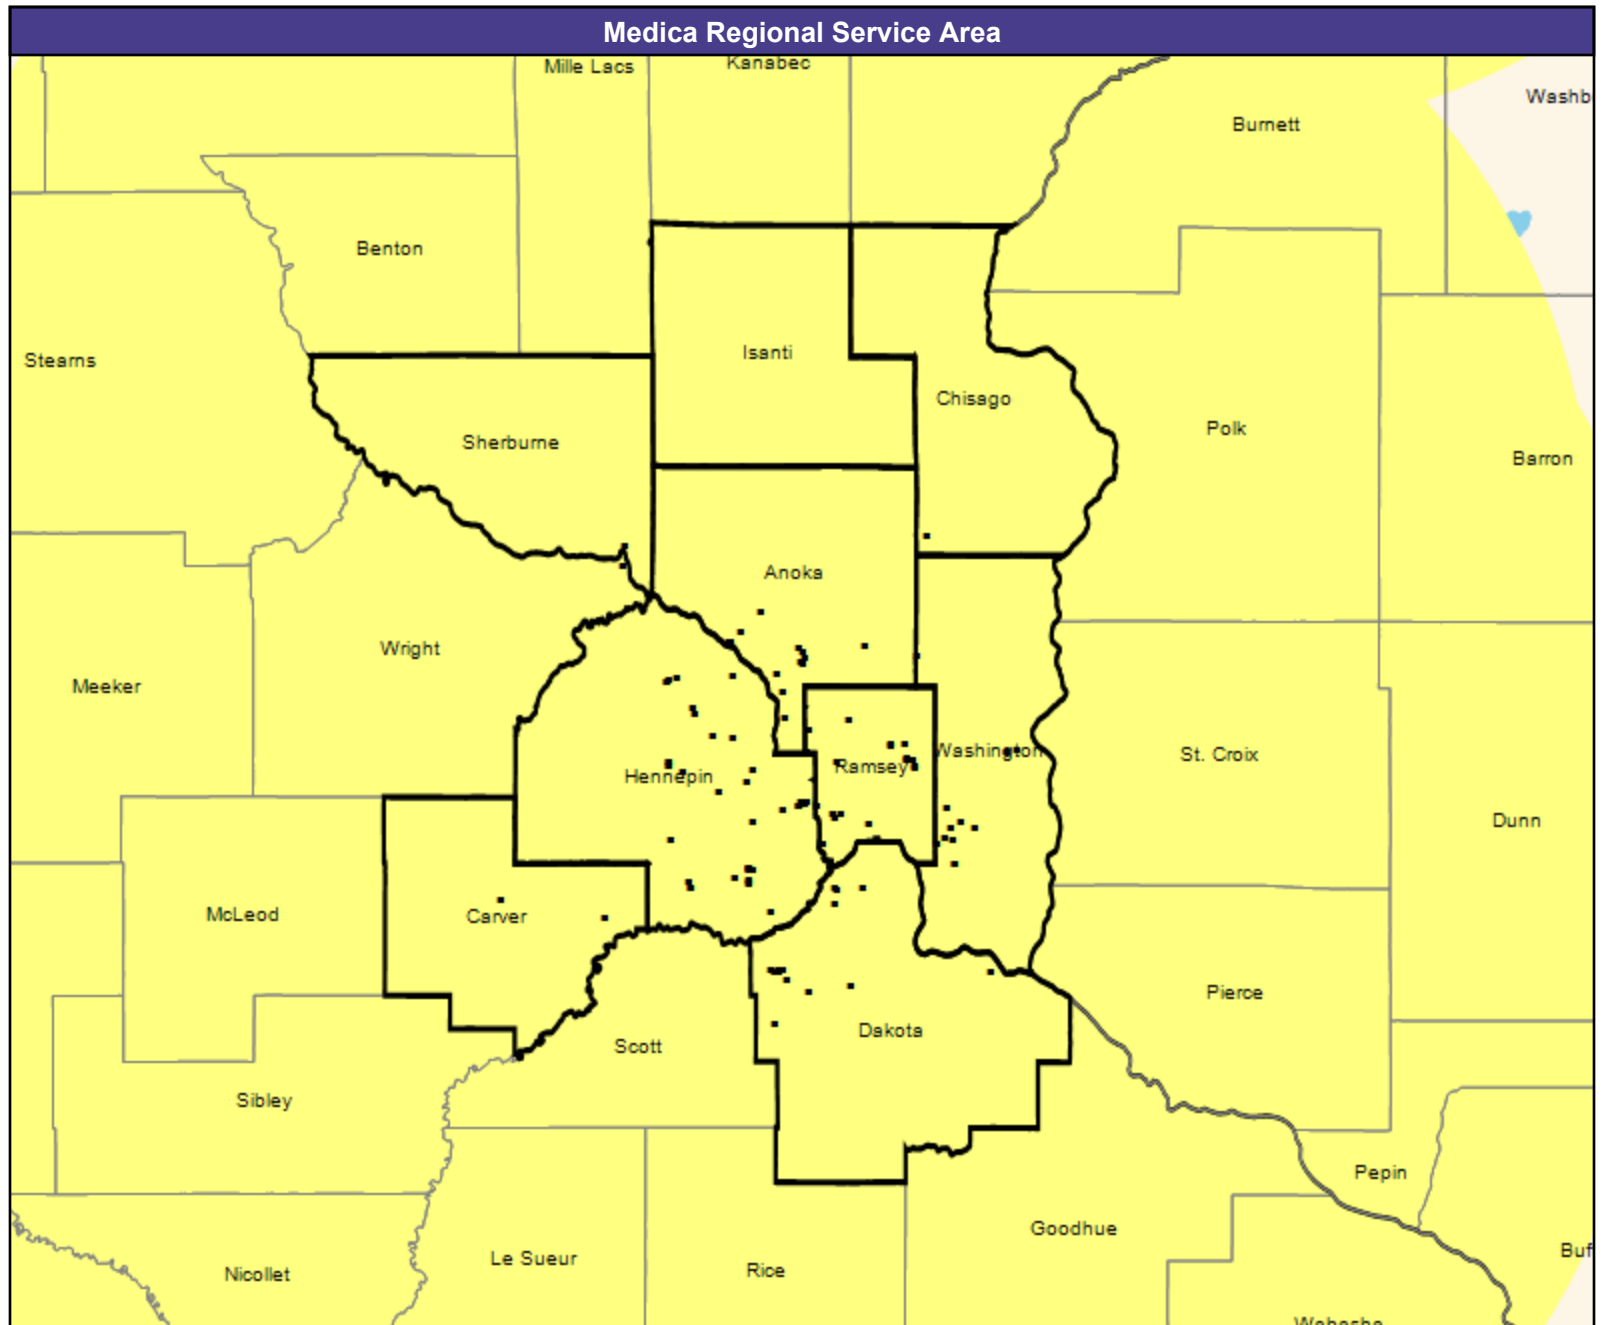 Medica Regional Service Area
Mille Lacs
Kanabec
Washb
Burnett
Benton
Stearns
Isanti
Chisago
Sherburne
Polk
Barron
Anoka
Wright
Meeker
Washington
St. Croix
Ramsey
Hennepin
Dunn
McLeod
Carver
Pierce
Dakota
Scott
Sibley
Pepin
Goodhue
Buf
Le Sueur
Rice
Nicollet